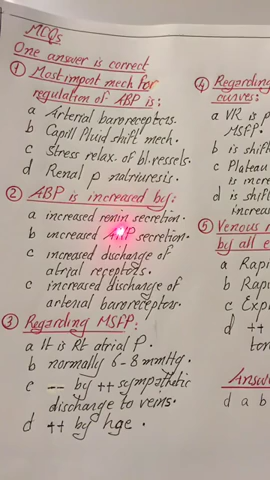 MCQs
One answer is correct
① Most import mech for
regulation of ABP is:
a Arterial baroreceptors.
b Capill Fluid shift mech.
c Stress relax. of bl. vessels.
d Renal p natriuresis.
② ABP is increased by:
a increased renin secretion.
b increased ANP secretion.
c increased discharge of
atrial receptors.
c increased discharge of
arterial baroreceptors.
③ Regarding MSFP:
a It is Rt atrial P.
b normally 6-8 mmHg.
c -- by ++ sympathetic
discharge to veins.
d ++ by hge.
④ Regarding
curves:
a VR is p
MSFP.
b is shift
c Plateau
is incre
d is shift
increas
⑤ Venous r
by all e
a Rapi
b Rapi
c Exp
d ++
ton
Answ
d a b